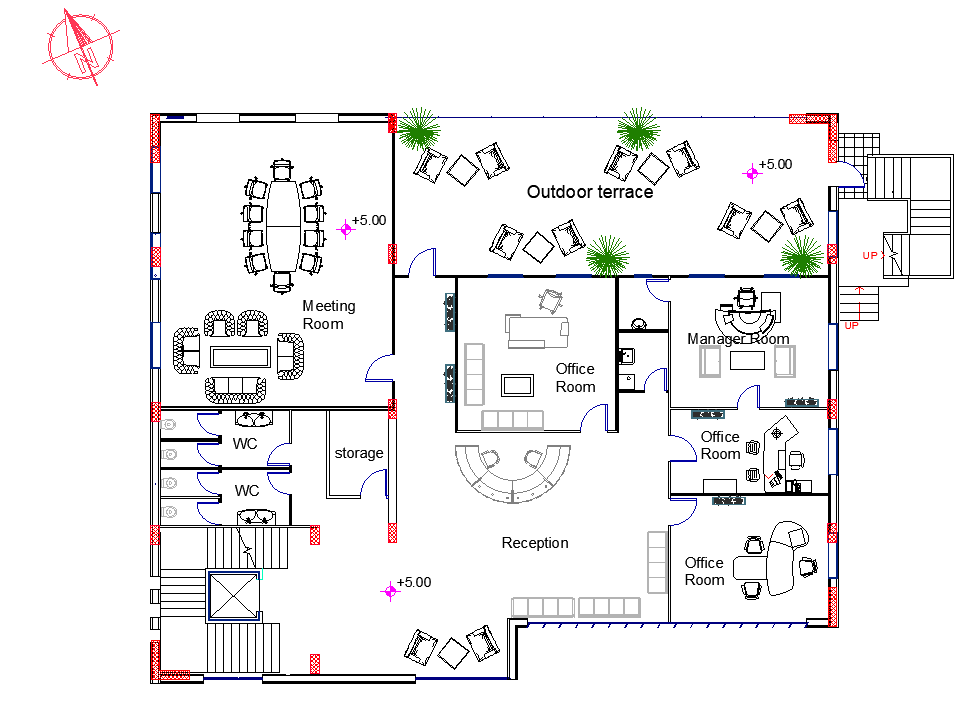 N
+5.00
Outdoor terrace
+5.00
UP
Meeting
Room
UP
Manager Room
Office
Room
Office
Room
WC
storage
WC
Reception
Office
Room
+5.00